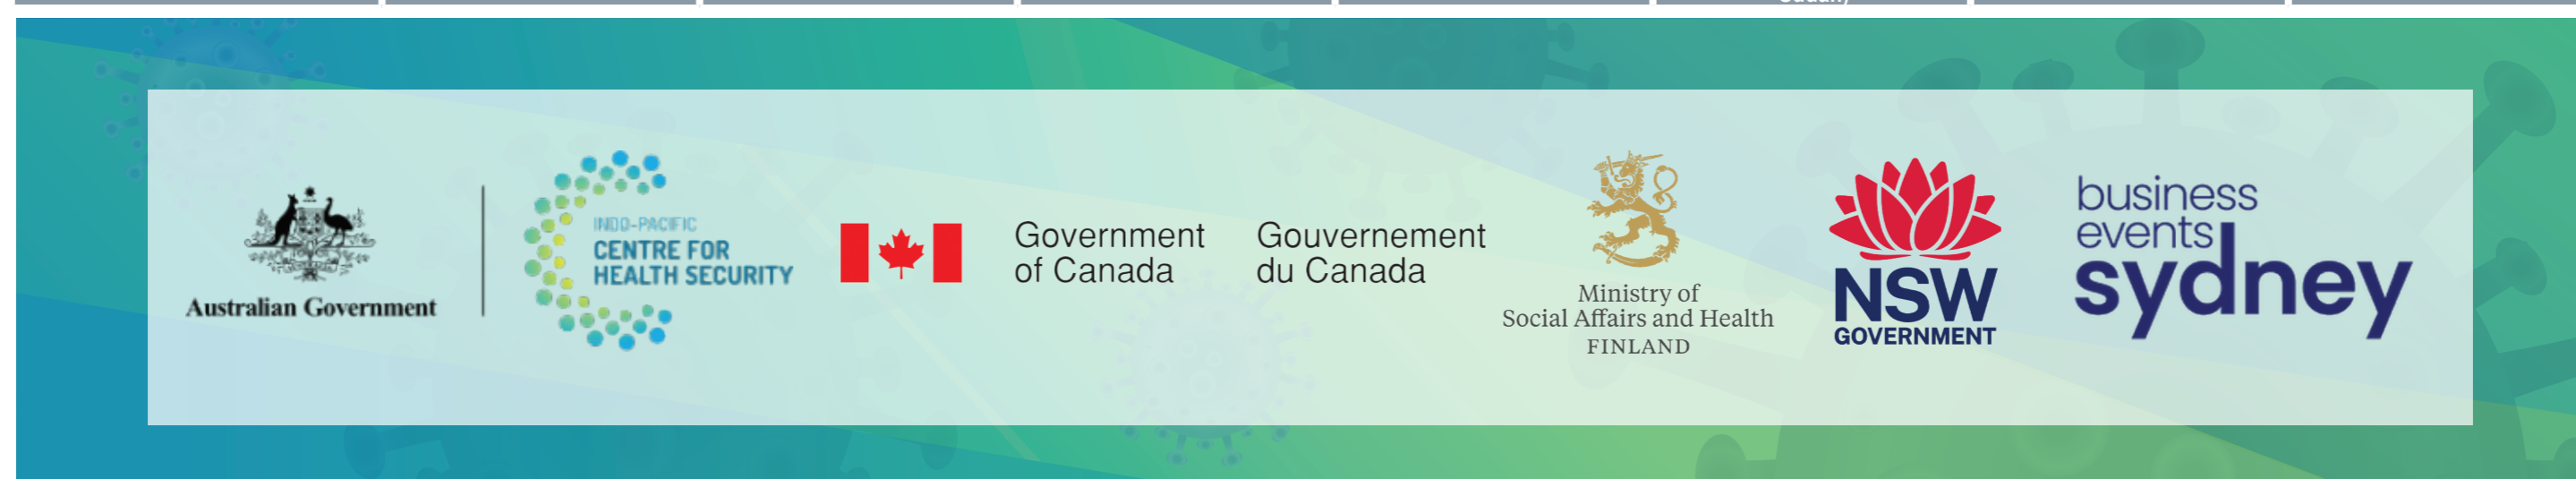 Australian Government
INDO-PACIFIC
CENTRE FOR
HEALTH SECURITY
Government
of Canada
Gouvernement
du Canada
Ministry of
Social Affairs and Health
FINLAND
NSW
GOVERNMENT
business
events
sydney